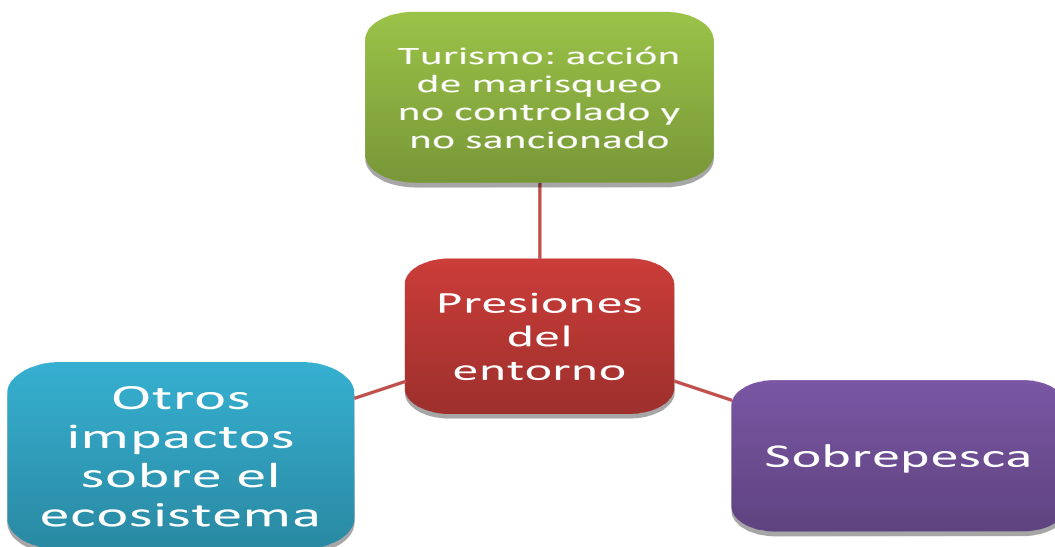 Turismo: acción
de marisqueo
no controlado y
no sancionado
Presiones
del
entorno
Otros
impactos
sobre el
ecosistema
Sobrepesca